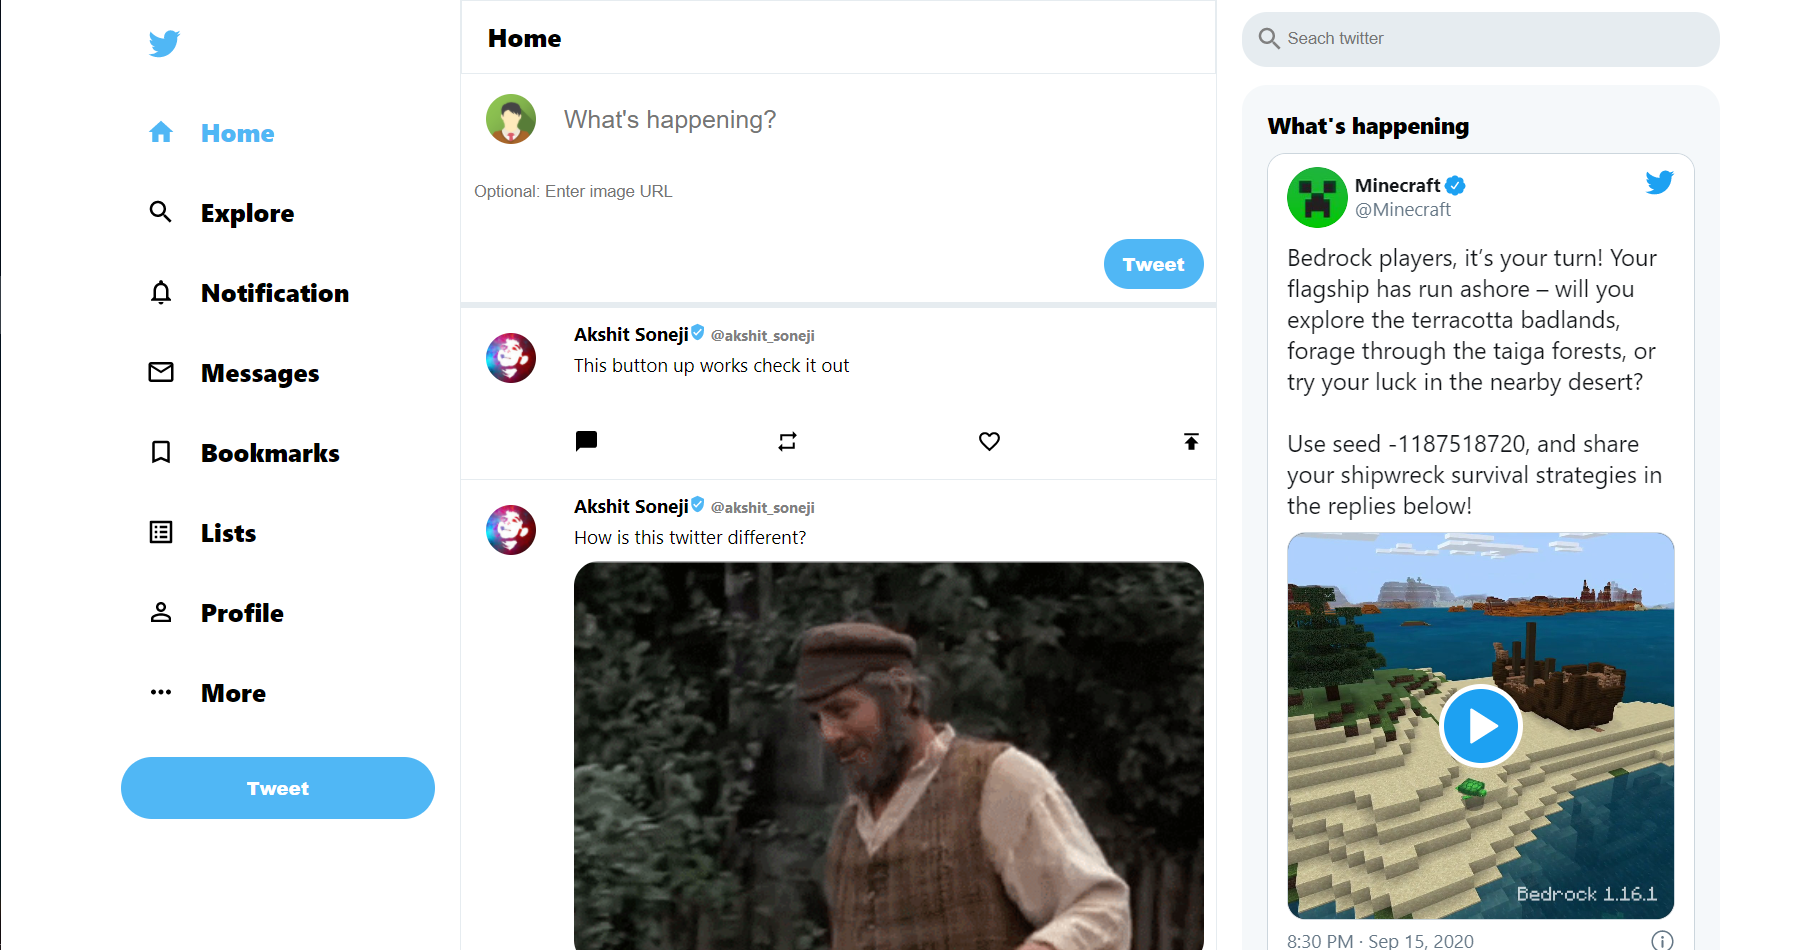 Home
Explore
Notification
Messages
Bookmarks
Lists
Profile
More
Tweet
Home
What's happening?
Optional: Enter image URL
Tweet
Akshit Soneji @akshit_soneji
This button up works check it out
Akshit Soneji @akshit_soneji
How is this twitter different?
Seach twitter
What's happening
Minecraft
@Minecraft
Bedrock players, it’s your turn! Your
flagship has run ashore – will you
explore the terracotta badlands,
forage through the taiga forests, or
try your luck in the nearby desert?
Use seed -1187518720, and share
your shipwreck survival strategies in
the replies below!
Bedrock 1.16.1
8:30 PM · Sep 15, 2020